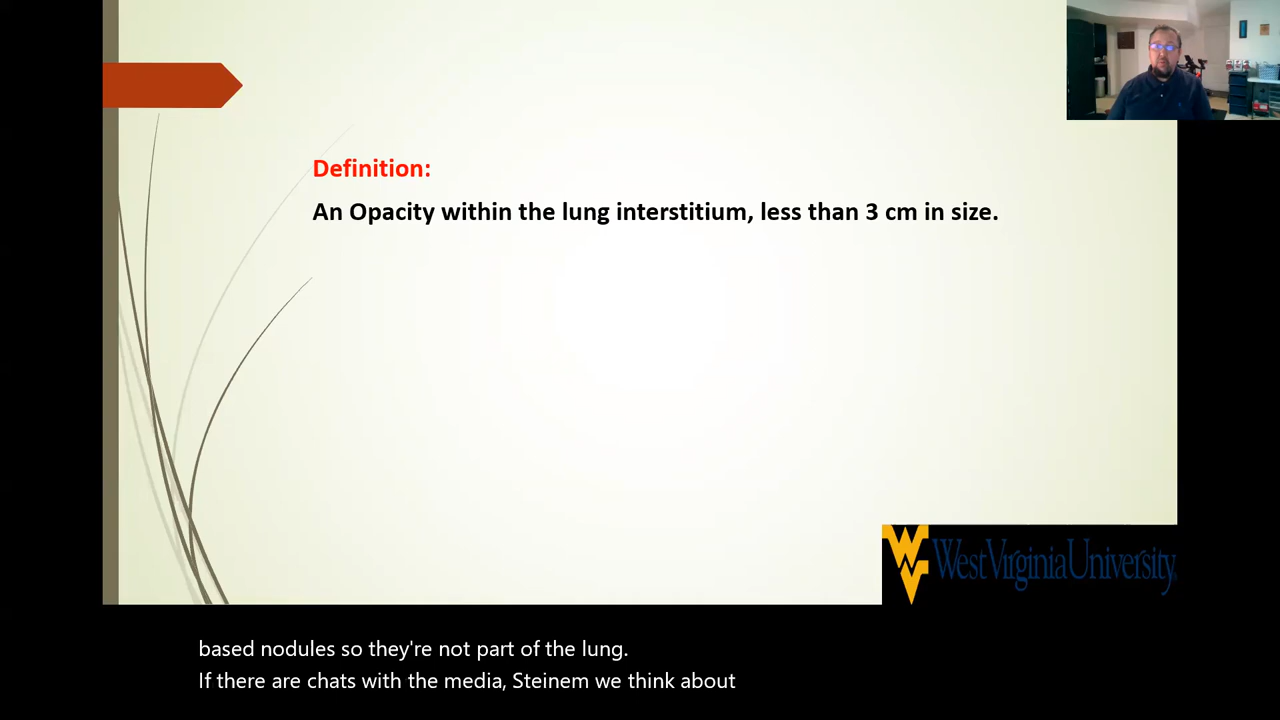 Definition:
An Opacity within the lung interstitium, less than 3 cm in size.
WestVirginiaUniversity
based nodules so they're not part of the lung.
If there are chats with the media, Steinem we think about